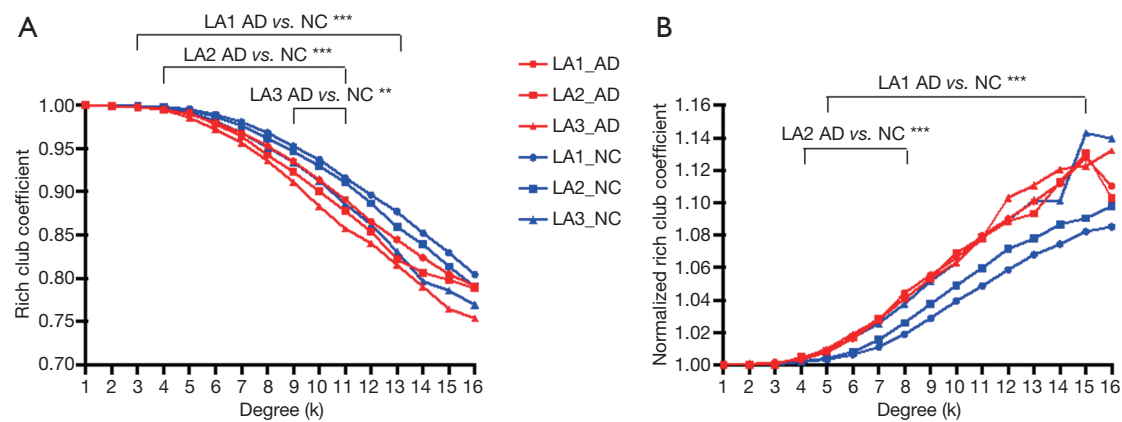 A
LA1 AD vs. NC ***
LA2 AD vs. NC ***
LA3 AD vs. NC **
Rich club coefficient
1.00
0.95
0.90
0.85
0.80
0.75
0.70
1 2 3 4 5 6 7 8 9 10 11 12 13 14 15 16
Degree (k)
LA1_AD
LA2_AD
LA3_AD
LA1_NC
LA2_NC
LA3_NC
B
LA1 AD vs. NC ***
LA2 AD vs. NC ***
Normalized rich club coefficient
1.16
1.14
1.12
1.10
1.08
1.06
1.04
1.02
1.00
1 2 3 4 5 6 7 8 9 10 11 12 13 14 15 16
Degree (k)